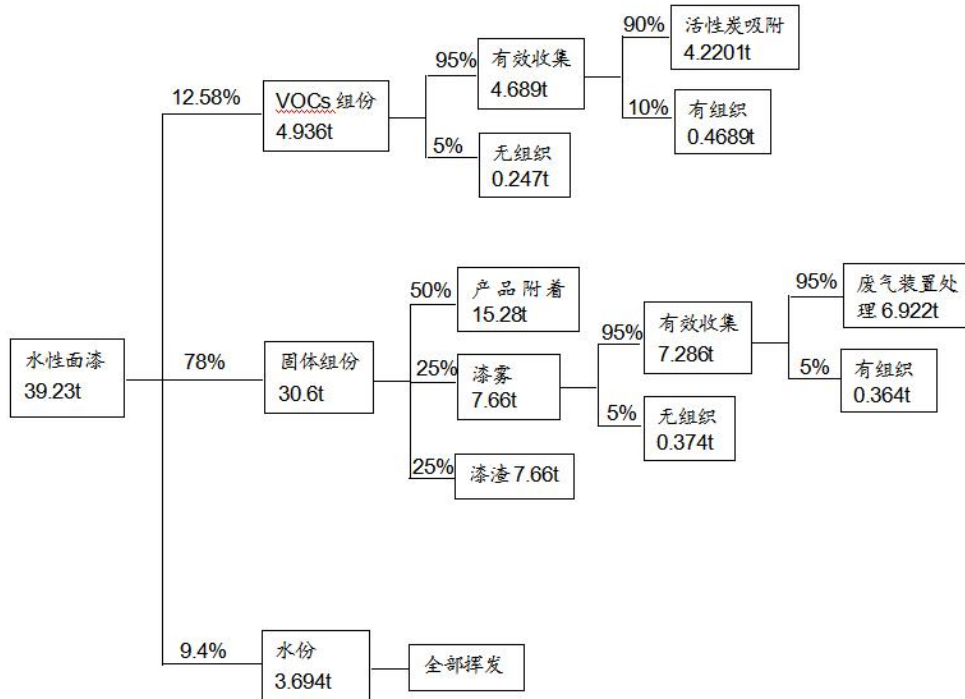 水性面漆
39.23t
12.58%
VOCs 组份
4.936t
95%
有效收集
4.689t
90%
活性炭吸附
4.2201t
10%
有组织
0.4689t
5%
无组织
0.247t
78%
固体组份
30.6t
50%
产品附着
15.28t
25%
漆雾
7.66t
95%
有效收集
7.286t
95%
废气装置处
理 6.922t
5%
有组织
0.364t
5%
无组织
0.374t
25%
漆渣 7.66t
9.4%
水份
3.694t
全部挥发